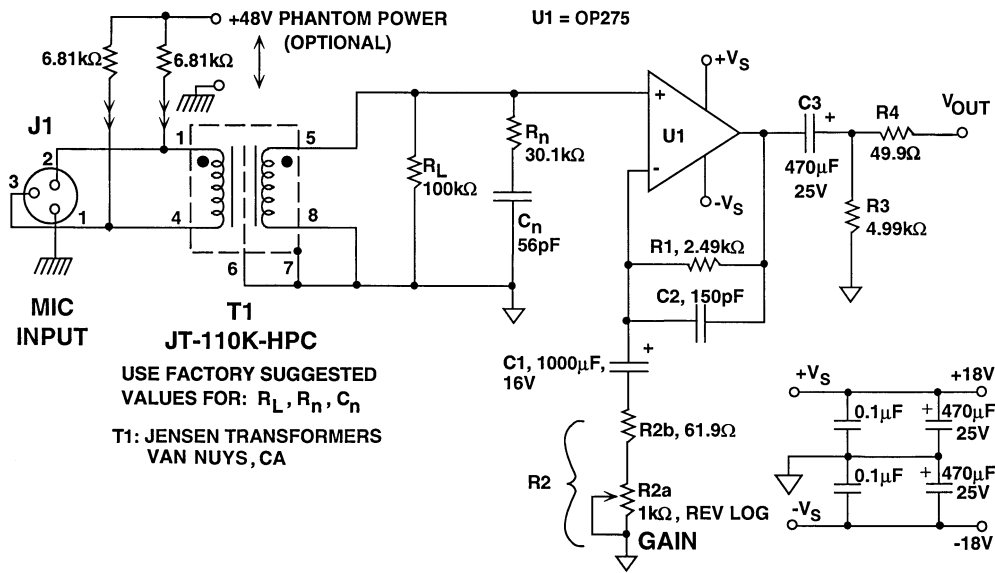 +48V PHANTOM POWER
(OPTIONAL)
U1 = OP275
6.81kΩ
6.81kΩ
+VS
C3
+
R4
VOUT
J1
1
5
+
U1
Rn
30.1kΩ
2
3
1
RL
100kΩ
470µF
25V
49.9Ω
-
-VS
4
8
Cn
56pF
R3
4.99kΩ
R1, 2.49kΩ
6
7
C2, 150pF
MIC
INPUT
T1
JT-110K-HPC
+
C1, 1000µF,
16V
USE FACTORY SUGGESTED
VALUES FOR: RL, Rn, Cn
+VS
+18V
T1: JENSEN TRANSFORMERS
VAN NUYS, CA
R2b, 61.9Ω
0.1µF
+
470µF
25V
R2
R2a
1kΩ, REV LOG
GAIN
0.1µF
+
470µF
25V
-VS
-18V